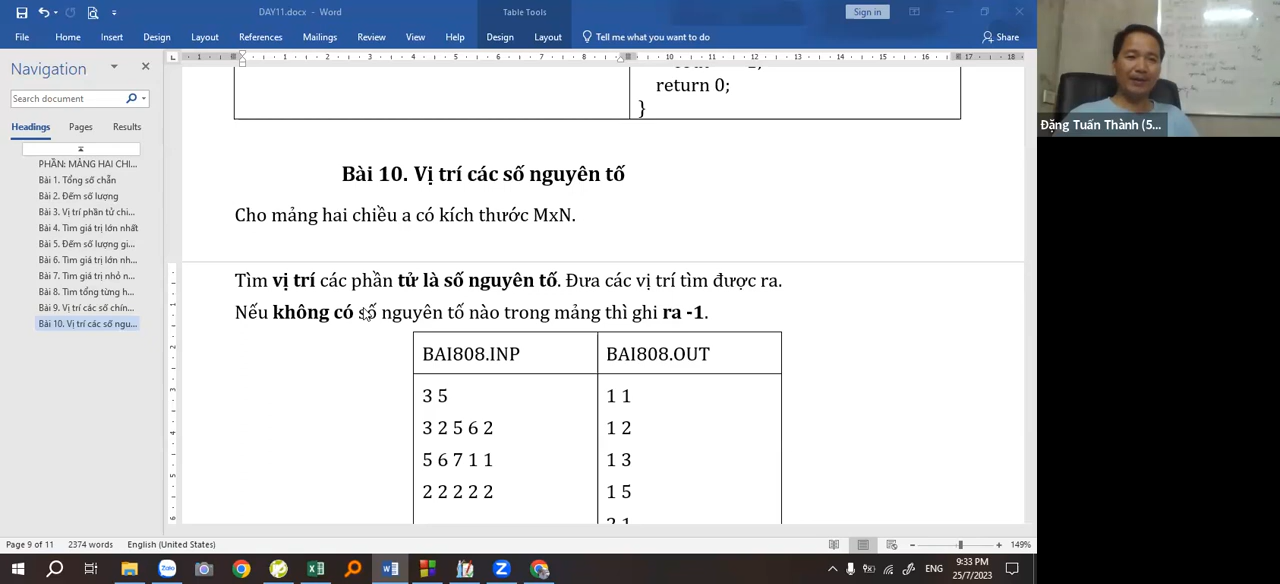 DAY11.docx - Word
Table Tools
Sign in
File Home Insert Design Layout References Mailings Review View Help Design Layout Tell me what you want to do Share
Navigation
Search document
Headings Pages Results
PHẦN: MẢNG HAI CHI...
Bài 1. Tổng số chẵn
Bài 2. Đếm số lượng
Bài 3. Vị trí phần tử chi...
Bài 4. Tìm giá trị lớn nhất
Bài 5. Đếm số lượng gi...
Bài 6. Tìm giá trị lớn nh...
Bài 7. Tìm giá trị nhỏ n...
Bài 8. Tìm tổng từng h...
Bài 9. Vị trí các số chín...
Bài 10. Vị trí các số ngu...
return 0;
}
Bài 10. Vị trí các số nguyên tố
Cho mảng hai chiều a có kích thước MxN.
Tìm vị trí các phần tử là số nguyên tố. Đưa các vị trí tìm được ra.
Nếu không có số nguyên tố nào trong mảng thì ghi ra -1.
BAI808.INP BAI808.OUT
3 5
3 2 5 6 2
5 6 7 1 1
2 2 2 2 2
1 1
1 2
1 3
1 5
2 1
Đặng Tuấn Thành (5...
Page 9 of 11 2374 words English (United States)
149%
Zalo
ENG
9:33 PM
25/7/2023